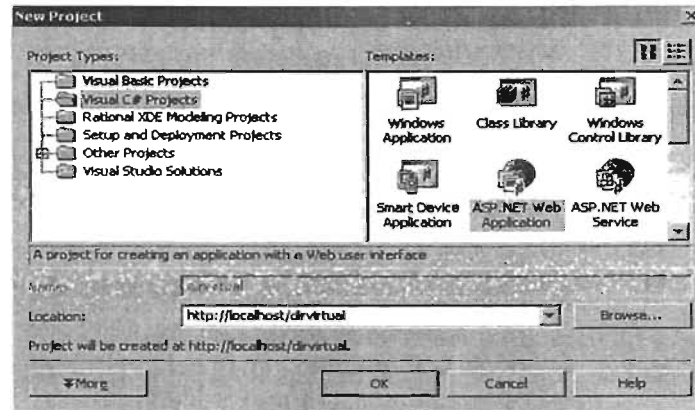 New Project
Project Types:
Visual Basic Projects
Visual C# Projects
Rational XDE Modeling Projects
Setup and Deployment Projects
Other Projects
Visual Studio Solutions
Templates:
Windows Application
Class Library
Windows Control Library
Smart Device Application
ASP.NET Web Application
ASP.NET Web Service
A project for creating an application with a Web user interface
Name:
dirvirtual
Location:
http://localhost/dirvirtual
Browse...
Project will be created at http://localhost/dirvirtual.
More
OK
Cancel
Help